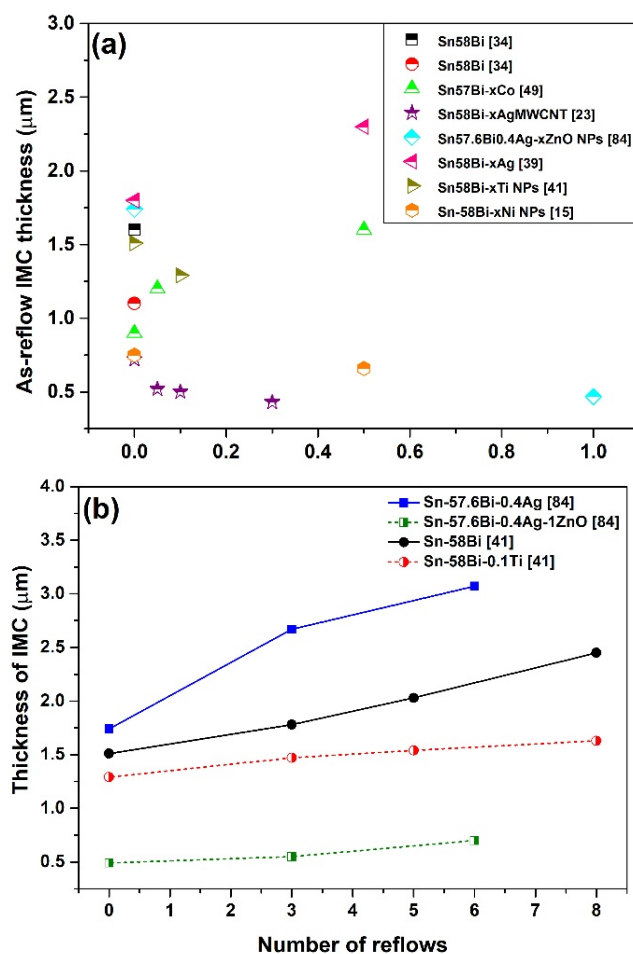 (a)
As-reflow IMC thickness (μm)
3.0
2.5
2.0
1.5
1.0
0.5
0.0 0.2 0.4 0.6 0.8 1.0
Sn58Bi [34]
Sn58Bi [34]
Sn57Bi-xCo [49]
Sn58Bi-xAgMWCNT [23]
Sn57.6Bi0.4Ag-xZnO NPs [84]
Sn58Bi-xAg [39]
Sn58Bi-xTi NPs [41]
Sn-58Bi-xNi NPs [15]
(b)
Thickness of IMC (μm)
4.0
3.5
3.0
2.5
2.0
1.5
1.0
0.5
Sn-57.6Bi-0.4Ag [84]
Sn-57.6Bi-0.4Ag-1ZnO [84]
Sn-58Bi [41]
Sn-58Bi-0.1Ti [41]
0 1 2 3 4 5 6 7 8
Number of reflows